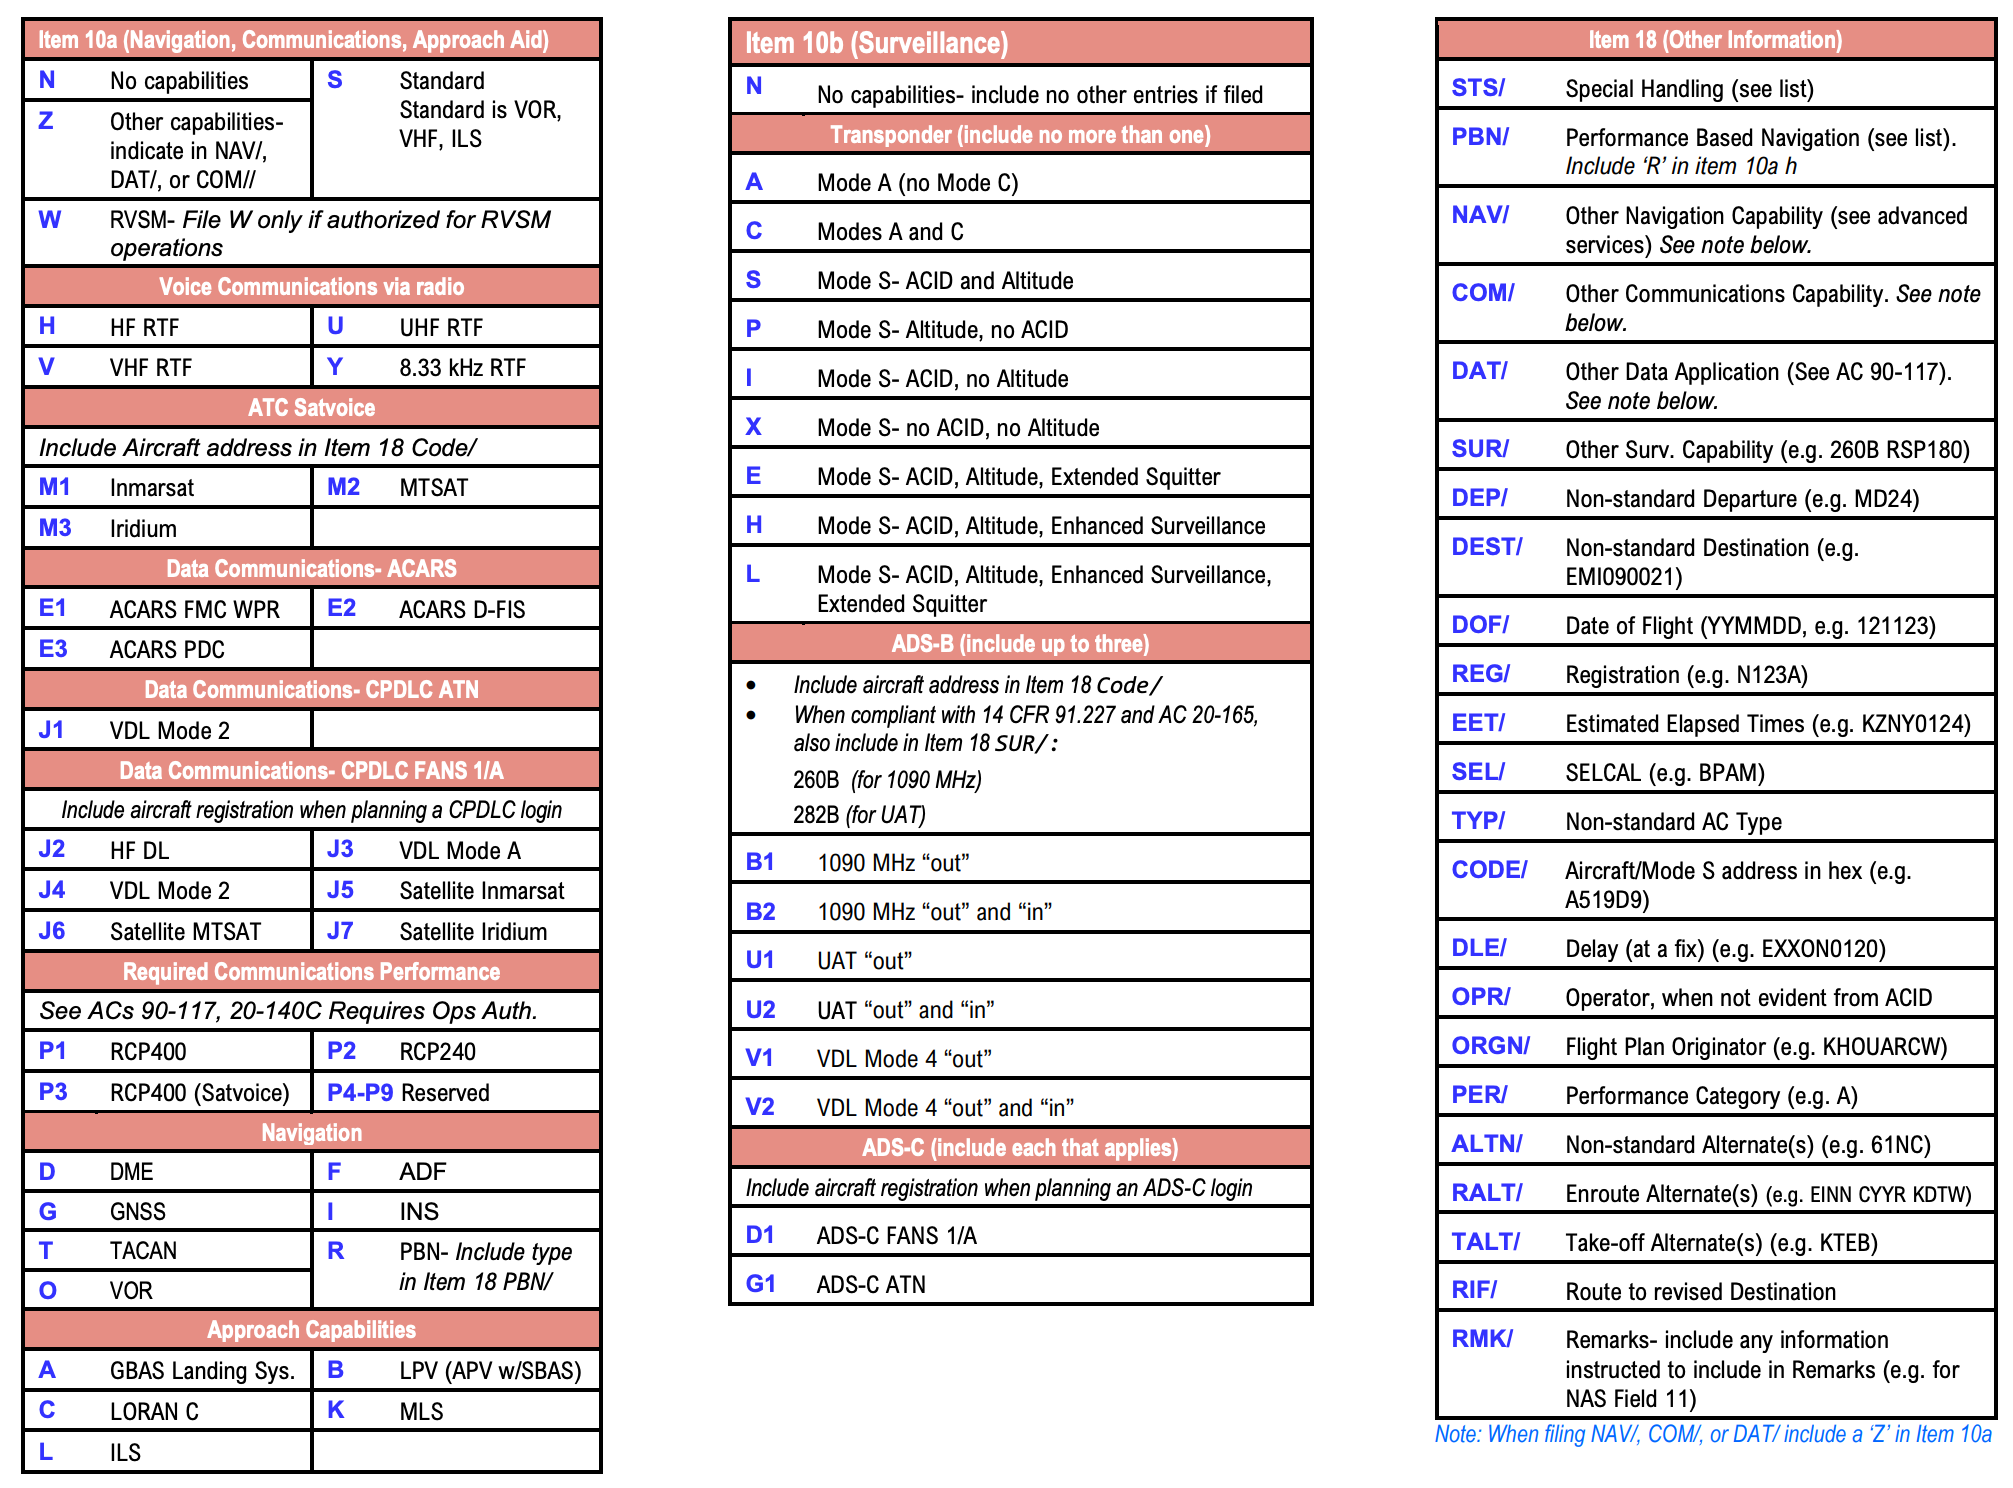 Item 10a (Navigation, Communications, Approach Aid)
N No capabilities
S Standard
Standard is VOR,
VHF, ILS
Z Other capabilities-
indicate in NAV/,
DAT/, or COM//
W RVSM- File W only if authorized for RVSM
operations
Voice Communications via radio
H HF RTF U UHF RTF
V VHF RTF Y 8.33 kHz RTF
ATC Satvoice
Include Aircraft address in Item 18 Code/
M1 Inmarsat M2 MTSAT
M3 Iridium
Data Communications- ACARS
E1 ACARS FMC WPR E2 ACARS D-FIS
E3 ACARS PDC
Data Communications- CPDLC ATN
J1 VDL Mode 2
Data Communications- CPDLC FANS 1/A
Include aircraft registration when planning a CPDLC login
J2 HF DL J3 VDL Mode A
J4 VDL Mode 2 J5 Satellite Inmarsat
J6 Satellite MTSAT J7 Satellite Iridium
Required Communications Performance
See ACs 90-117, 20-140C Requires Ops Auth.
P1 RCP400 P2 RCP240
P3 RCP400 (Satvoice) P4-P9 Reserved
Navigation
D DME F ADF
G GNSS I INS
T TACAN R PBN- Include type
in Item 18 PBN/
O VOR
Approach Capabilities
A GBAS Landing Sys. B LPV (APV w/SBAS)
C LORAN C K MLS
L ILS
Item 10b (Surveillance)
N No capabilities- include no other entries if filed
Transponder (include no more than one)
A Mode A (no Mode C)
C Modes A and C
S Mode S- ACID and Altitude
P Mode S- Altitude, no ACID
I Mode S- ACID, no Altitude
X Mode S- no ACID, no Altitude
E Mode S- ACID, Altitude, Extended Squitter
H Mode S- ACID, Altitude, Enhanced Surveillance
L Mode S- ACID, Altitude, Enhanced Surveillance,
Extended Squitter
ADS-B (include up to three)
• Include aircraft address in Item 18 Code/
• When compliant with 14 CFR 91.227 and AC 20-165,
also include in Item 18 SUR/:
260B (for 1090 MHz)
282B (for UAT)
B1 1090 MHz “out”
B2 1090 MHz “out” and “in”
U1 UAT “out”
U2 UAT “out” and “in”
V1 VDL Mode 4 “out”
V2 VDL Mode 4 “out” and “in”
ADS-C (include each that applies)
Include aircraft registration when planning an ADS-C login
D1 ADS-C FANS 1/A
G1 ADS-C ATN
Item 18 (Other Information)
STS/ Special Handling (see list)
PBN/ Performance Based Navigation (see list).
Include ‘R’ in item 10a h
NAV/ Other Navigation Capability (see advanced
services) See note below.
COM/ Other Communications Capability. See note
below.
DAT/ Other Data Application (See AC 90-117).
See note below.
SUR/ Other Surv. Capability (e.g. 260B RSP180)
DEP/ Non-standard Departure (e.g. MD24)
DEST/ Non-standard Destination (e.g.
EMI090021)
DOF/ Date of Flight (YYMMDD, e.g. 121123)
REG/ Registration (e.g. N123A)
EET/ Estimated Elapsed Times (e.g. KZNY0124)
SEL/ SELCAL (e.g. BPAM)
TYP/ Non-standard AC Type
CODE/ Aircraft/Mode S address in hex (e.g.
A519D9)
DLE/ Delay (at a fix) (e.g. EXXON0120)
OPR/ Operator, when not evident from ACID
ORGN/ Flight Plan Originator (e.g. KHOUARCW)
PER/ Performance Category (e.g. A)
ALTN/ Non-standard Alternate(s) (e.g. 61NC)
RALT/ Enroute Alternate(s) (e.g. EINN CYYR KDTW)
TALT/ Take-off Alternate(s) (e.g. KTEB)
RIF/ Route to revised Destination
RMK/ Remarks- include any information
instructed to include in Remarks (e.g. for
NAS Field 11)
Note: When filing NAV/, COM/, or DAT/ include a ‘Z’ in Item 10a